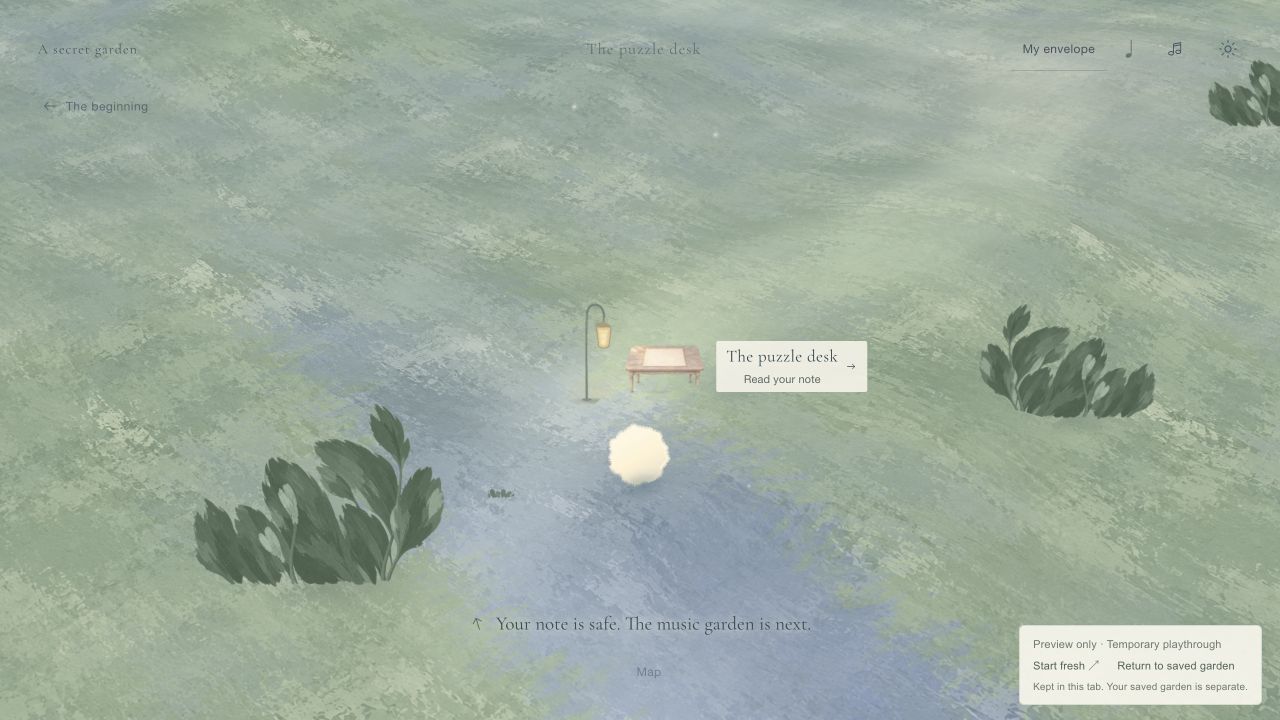 A secret garden
The puzzle desk
My envelope
← The beginning
The puzzle desk
Read your note →
Your note is safe. The music garden is next.
Map
Preview only · Temporary playthrough
Start fresh ↗ Return to saved garden
Kept in this tab. Your saved garden is separate.